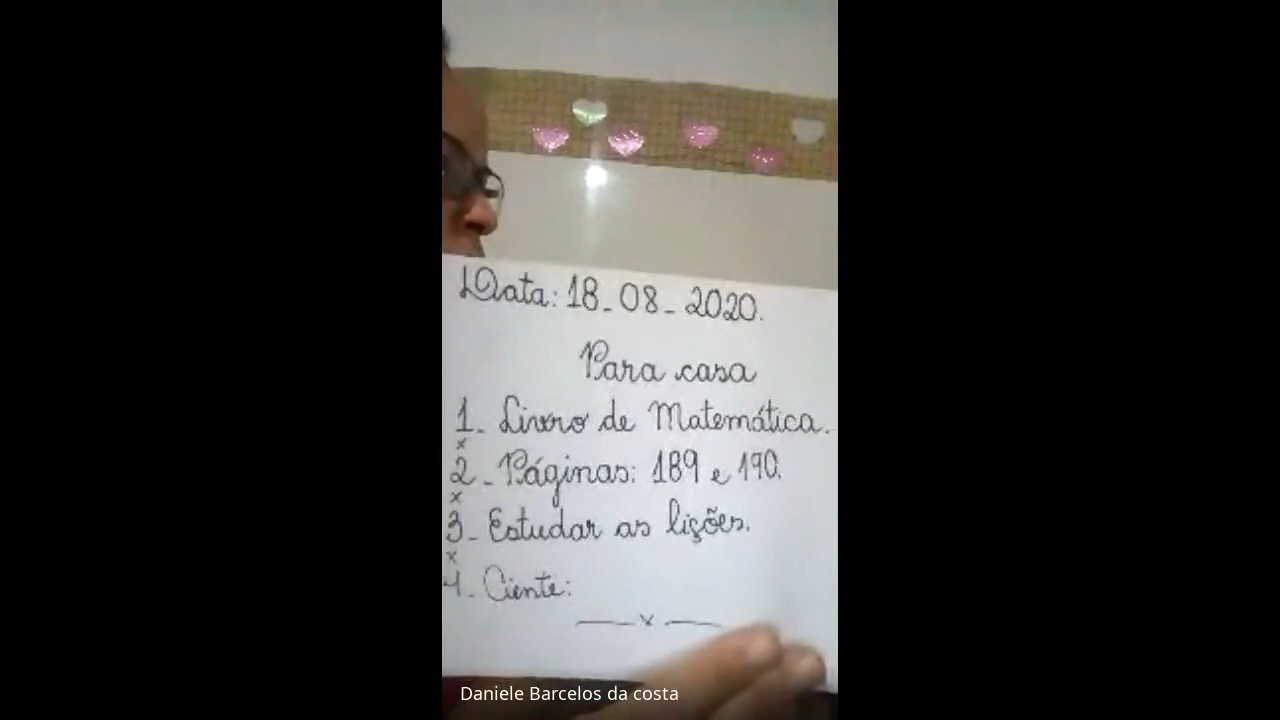 Data: 18-08-2020.
Para casa
1- Livro de Matemática.
x
2- Páginas: 189 e 190.
x
3- Estudar as lições.
x
4- Ciente:
—x—
Daniele Barcelos da costa